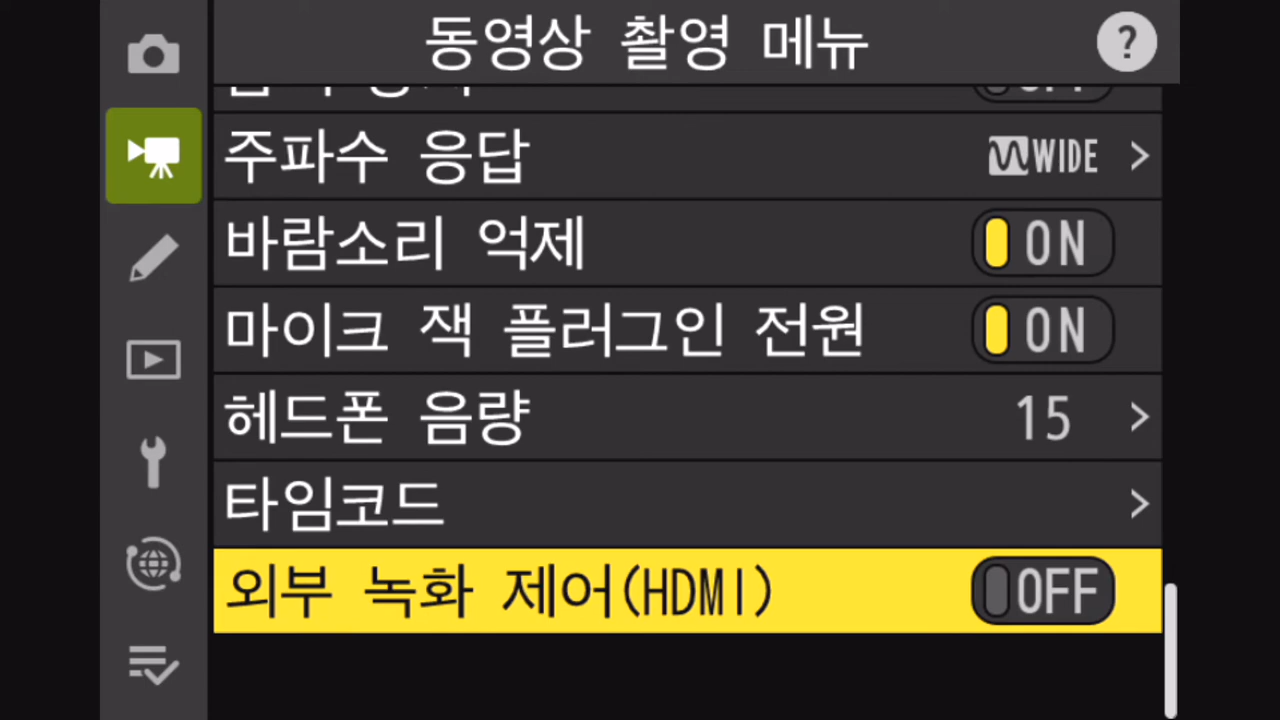 동영상 촬영 메뉴 ?
주파수 응답 WIDE >
바람소리 억제 ON
마이크 잭 플러그인 전원 ON
헤드폰 음량 15 >
타임코드 >
외부 녹화 제어(HDMI) OFF